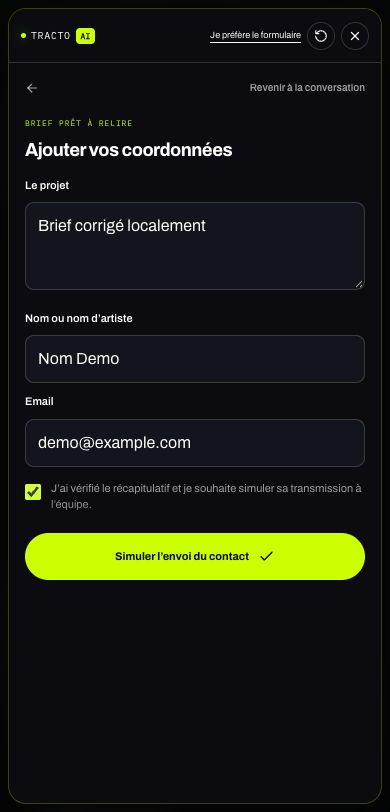 TRACTO AI
Je préfère le formulaire
Revenir à la conversation
BRIEF PRÊT À RELIRE
Ajouter vos coordonnées
Le projet
Brief corrigé localement
Nom ou nom d'artiste
Nom Demo
Email
demo@example.com
J'ai vérifié le récapitulatif et je souhaite simuler sa transmission à
l'équipe.
Simuler l'envoi du contact